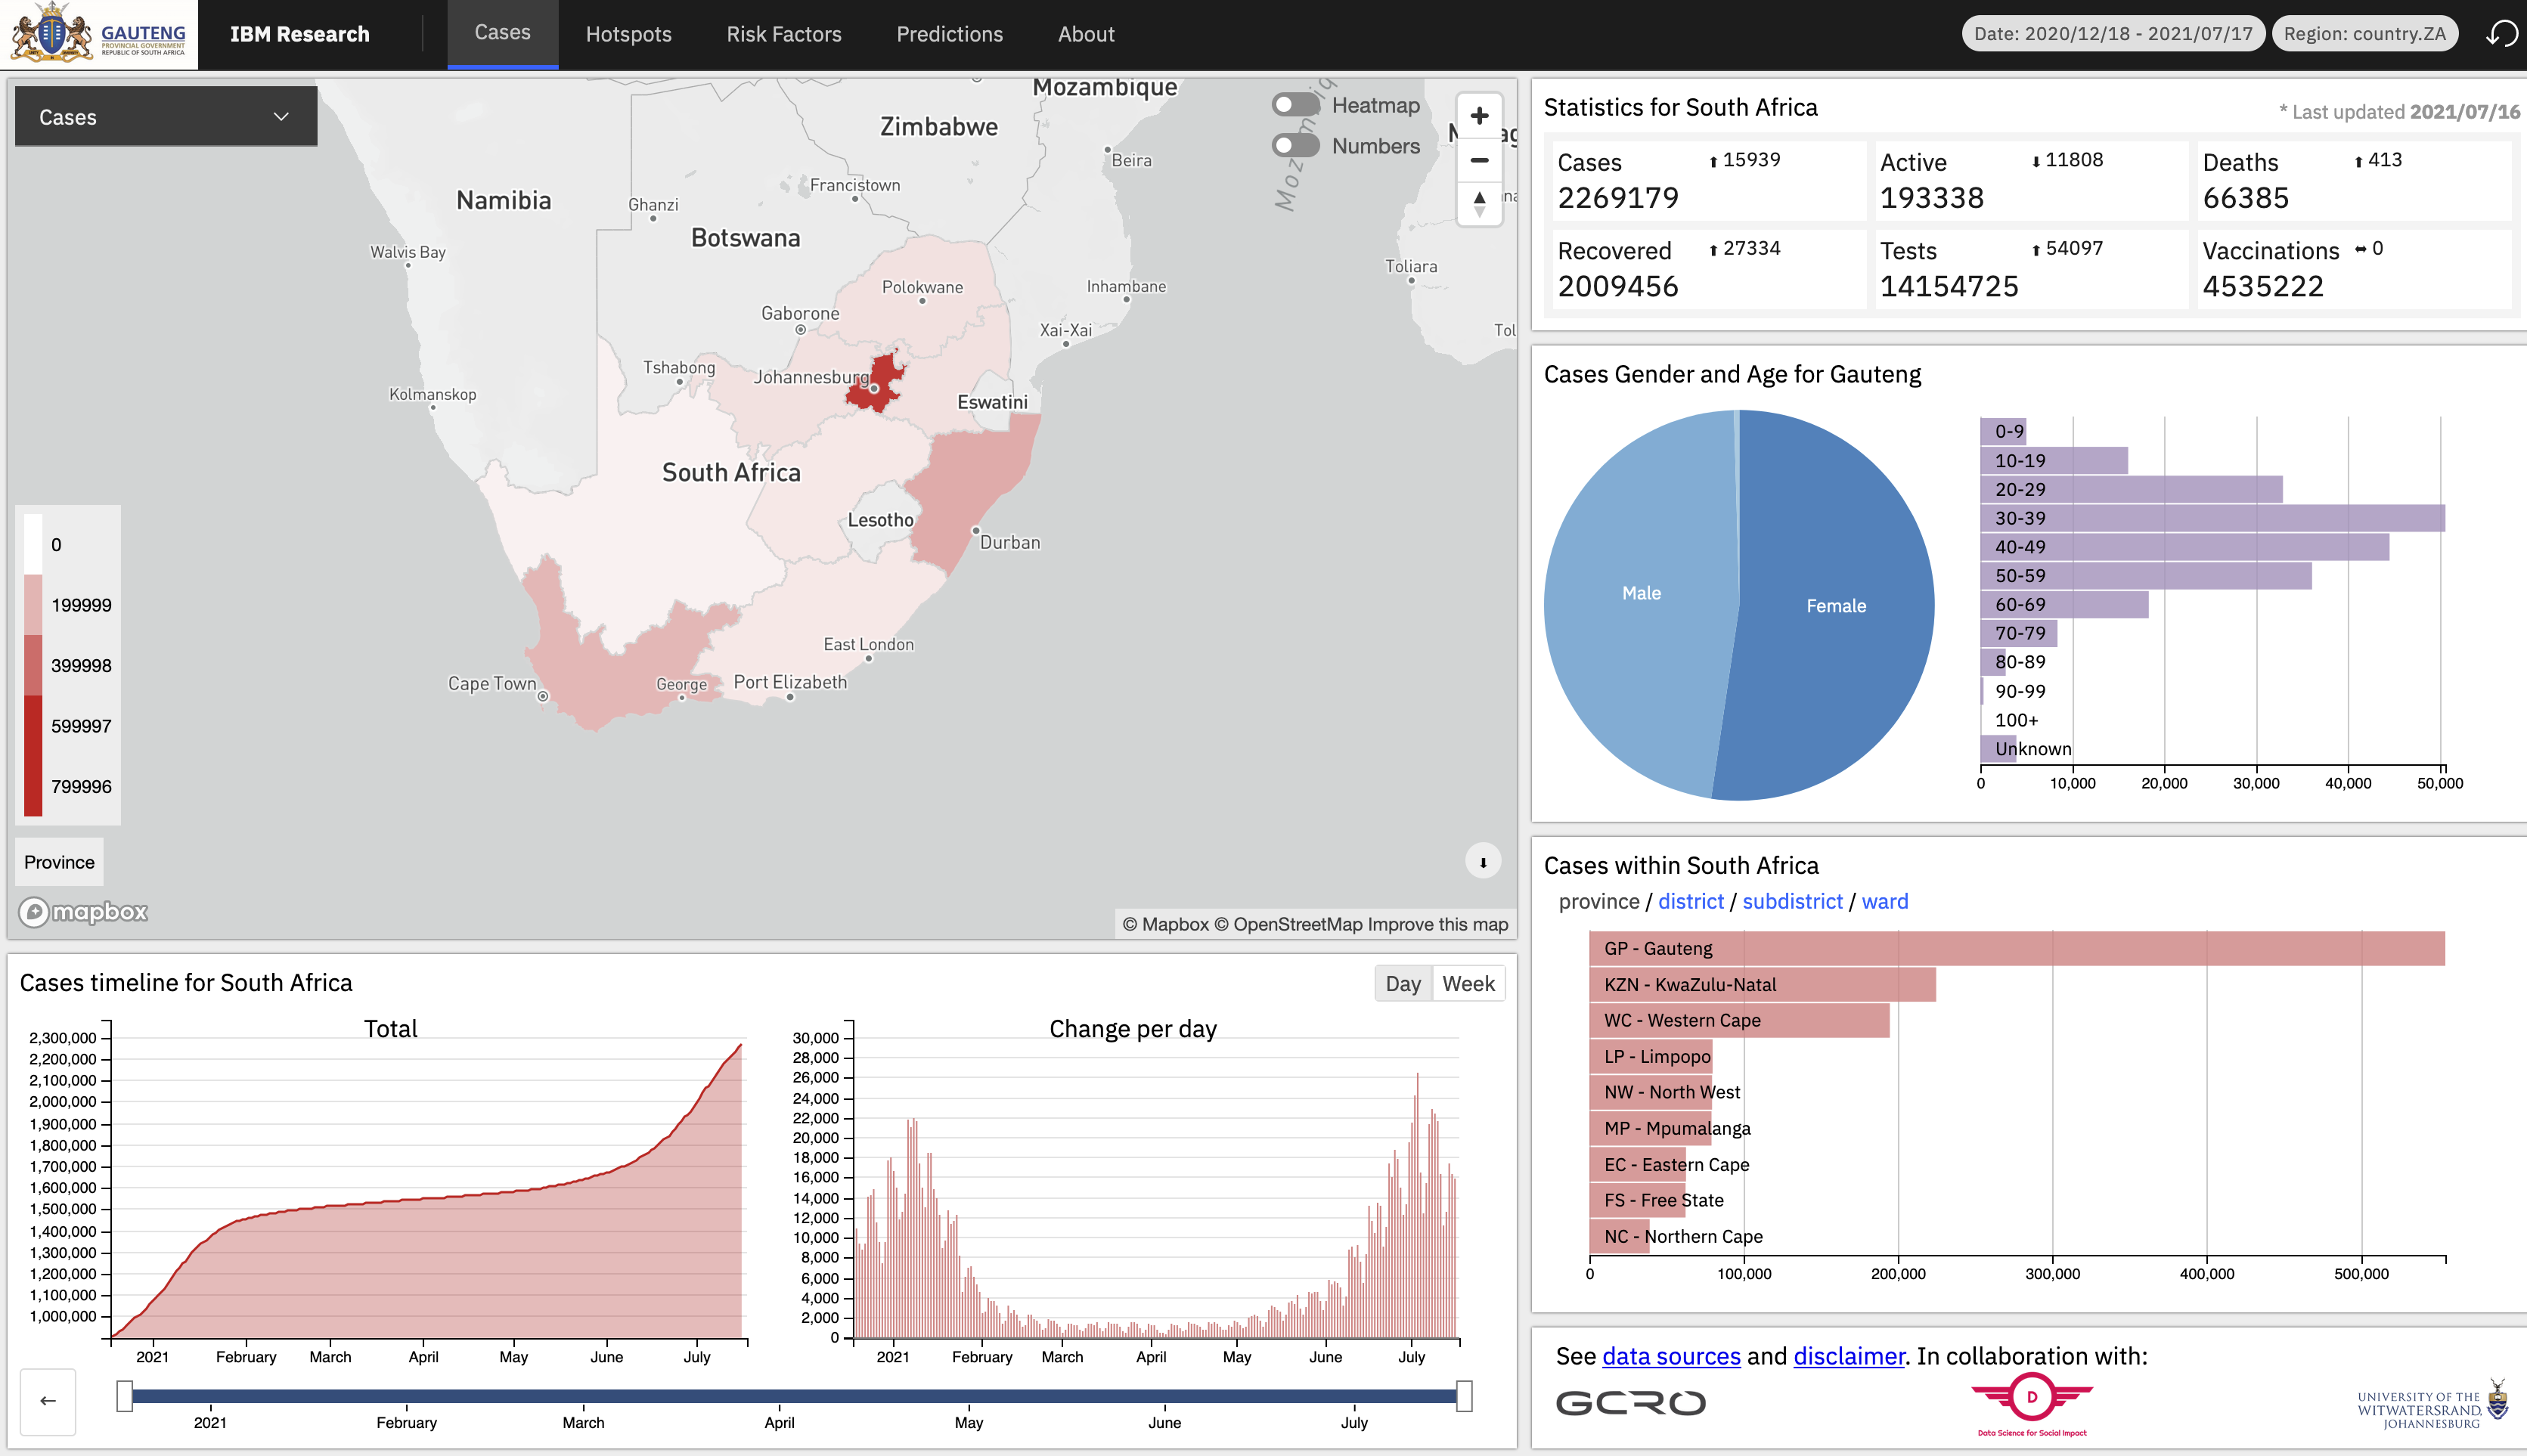 GAUTENG
PROVINCIAL GOVERNMENT
REPUBLIC OF SOUTH AFRICA
IBM Research
Cases
Hotspots
Risk Factors
Predictions
About
Date: 2020/12/18 - 2021/07/17
Region: country.ZA
Cases
Heatmap
Numbers
Mozambique
Zimbabwe
Beira
Namibia
Francistown
Ghanzi
Botswana
Walvis Bay
Toliara
Polokwane
Inhambane
Gaborone
Xai-Xai
Tol
Tshabong
Johannesburg
Kolmanskop
Eswatini
South Africa
Lesotho
Durban
East London
Cape Town
George
Port Elizabeth
0
199999
399998
599997
799996
Province
mapbox
© Mapbox © OpenStreetMap Improve this map
Statistics for South Africa
* Last updated 2021/07/16
Cases ⬆ 15939
2269179
Active ⬇ 11808
193338
Deaths ⬆ 413
66385
Recovered ⬆ 27334
2009456
Tests ⬆ 54097
14154725
Vaccinations ⬌ 0
4535222
Cases Gender and Age for Gauteng
Male
Female
0-9
10-19
20-29
30-39
40-49
50-59
60-69
70-79
80-89
90-99
100+
Unknown
0 10,000 20,000 30,000 40,000 50,000
Cases within South Africa
province / district / subdistrict / ward
GP - Gauteng
KZN - KwaZulu-Natal
WC - Western Cape
LP - Limpopo
NW - North West
MP - Mpumalanga
EC - Eastern Cape
FS - Free State
NC - Northern Cape
0 100,000 200,000 300,000 400,000 500,000
Cases timeline for South Africa
Day Week
Total
2,300,000
2,200,000
2,100,000
2,000,000
1,900,000
1,800,000
1,700,000
1,600,000
1,500,000
1,400,000
1,300,000
1,200,000
1,100,000
1,000,000
2021 February March April May June July
Change per day
30,000
28,000
26,000
24,000
22,000
20,000
18,000
16,000
14,000
12,000
10,000
8,000
6,000
4,000
2,000
0
2021 February March April May June July
2021 February March April May June July
See data sources and disclaimer. In collaboration with:
GCRO
D
Data Science for Social Impact
UNIVERSITY OF THE
WITWATERSRAND,
JOHANNESBURG